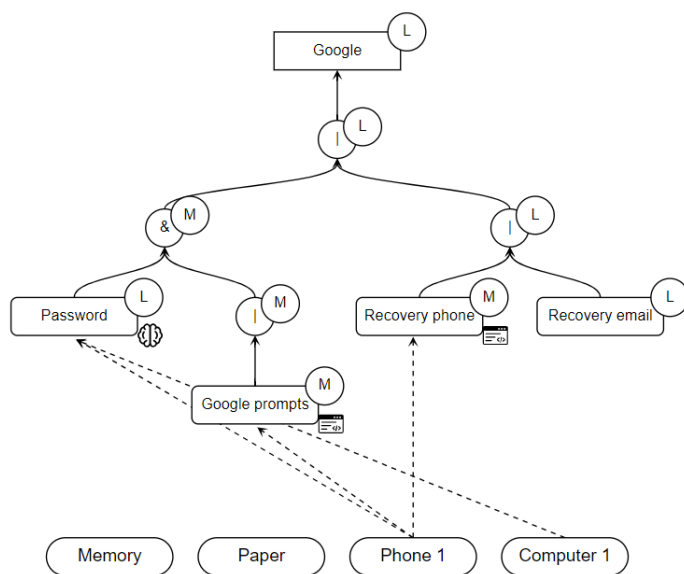 L
Google
|
L
&
M
|
L
L
Password
|
M
M
Recovery phone
L
Recovery email
M
Google prompts
Memory
Paper
Phone 1
Computer 1